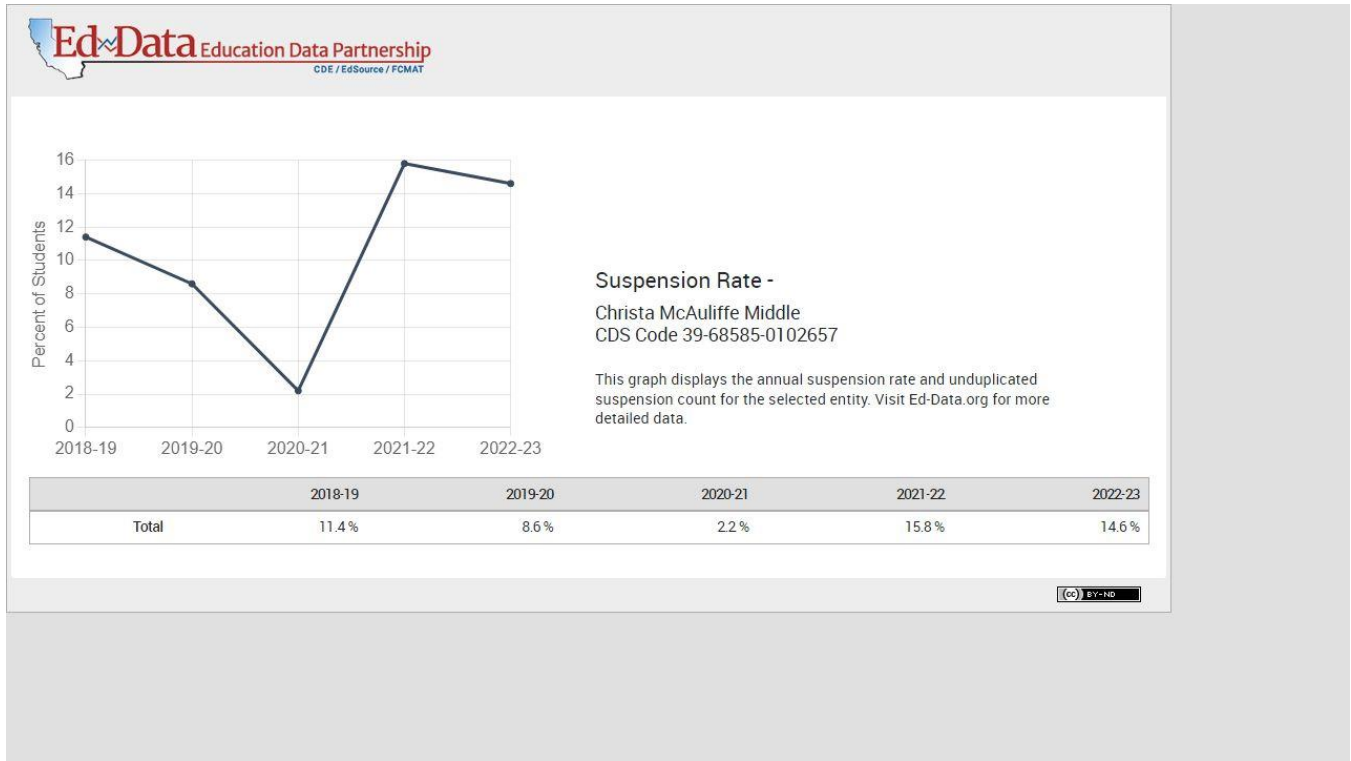 Ed Data Education Data Partnership
CDE / EdSource / FCMAT
16
14
12
10
8
6
4
2
0
Percent of Students
2018-19 2019-20 2020-21 2021-22 2022-23
Suspension Rate -
Christa McAuliffe Middle
CDS Code 39-68585-0102657
This graph displays the annual suspension rate and unduplicated
suspension count for the selected entity. Visit Ed-Data.org for more
detailed data.
2018-19 2019-20 2020-21 2021-22 2022-23
Total 11.4 % 8.6 % 2.2 % 15.8 % 14.6 %
(cc) BY-ND